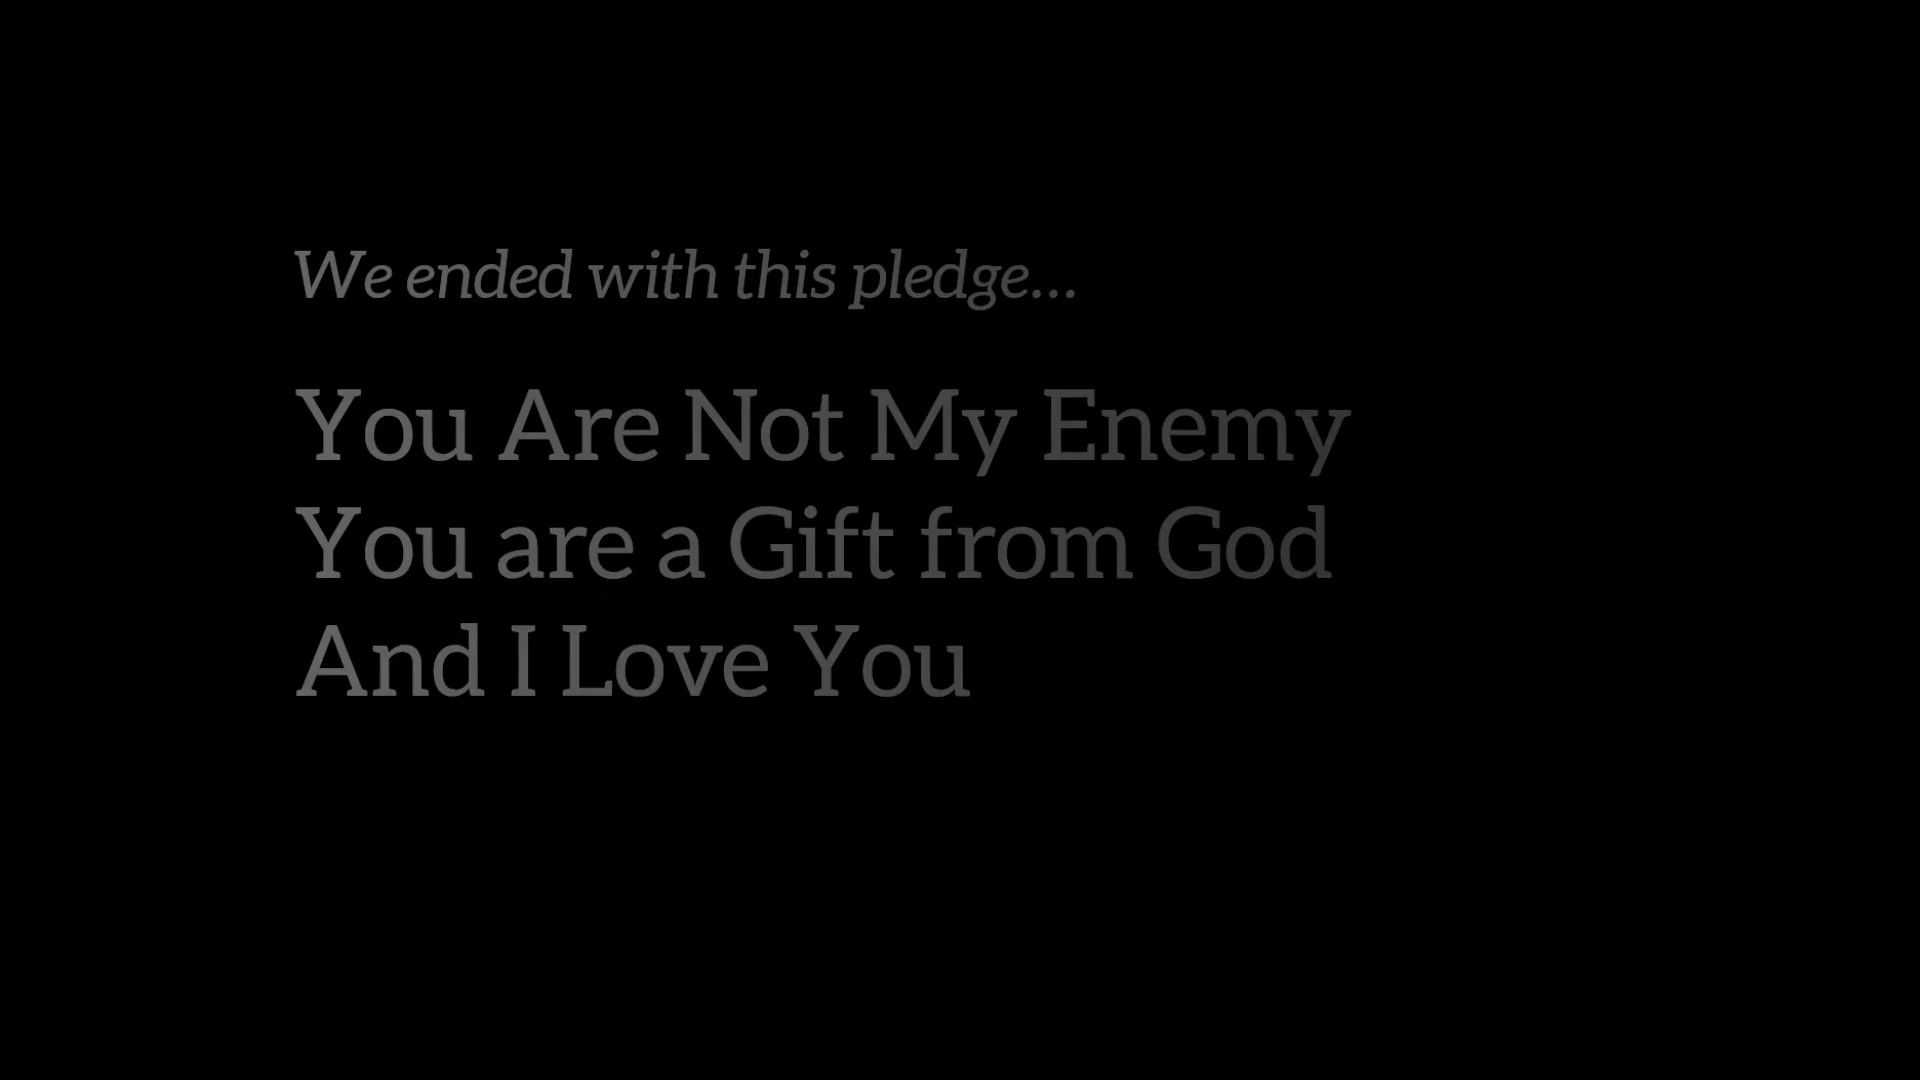 We ended with this pledge...
You Are Not My Enemy
You are a Gift from God
And I Love You